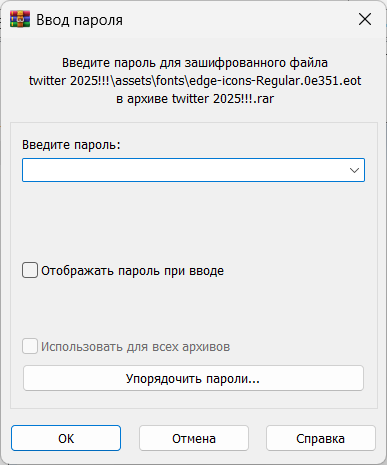 Ввод пароля
Введите пароль для зашифрованного файла
twitter 2025!!!\assets\fonts\edge-icons-Regular.0e351.eot
в архиве twitter 2025!!!.rar
Введите пароль:
Отображать пароль при вводе
Использовать для всех архивов
Упорядочить пароли...
ОК
Отмена
Справка